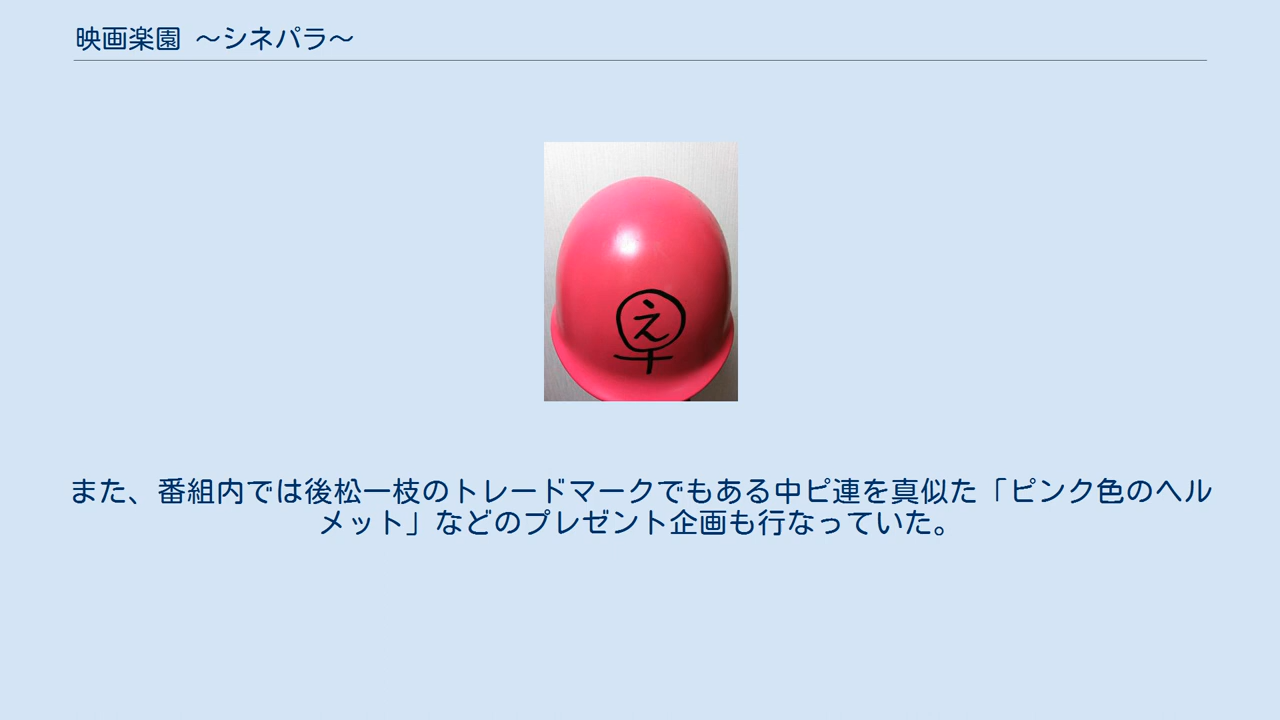 映画楽園 ～シネパラ～
え
また、番組内では後松一枝のトレードマークでもある中ピ連を真似た「ピンク色のヘル
メット」などのプレゼント企画も行なっていた。